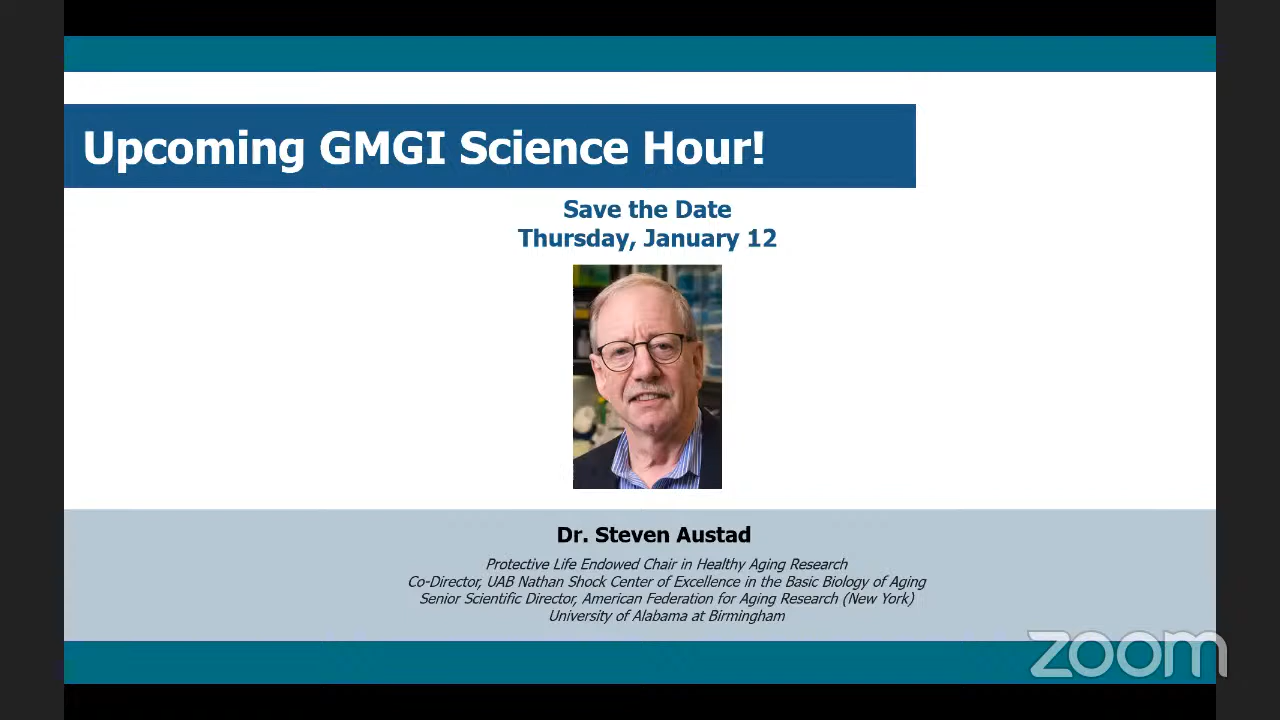 Upcoming GMGI Science Hour!
Save the Date
Thursday, January 12
Dr. Steven Austad
Protective Life Endowed Chair in Healthy Aging Research
Co-Director, UAB Nathan Shock Center of Excellence in the Basic Biology of Aging
Senior Scientific Director, American Federation for Aging Research (New York)
University of Alabama at Birmingham
zoom